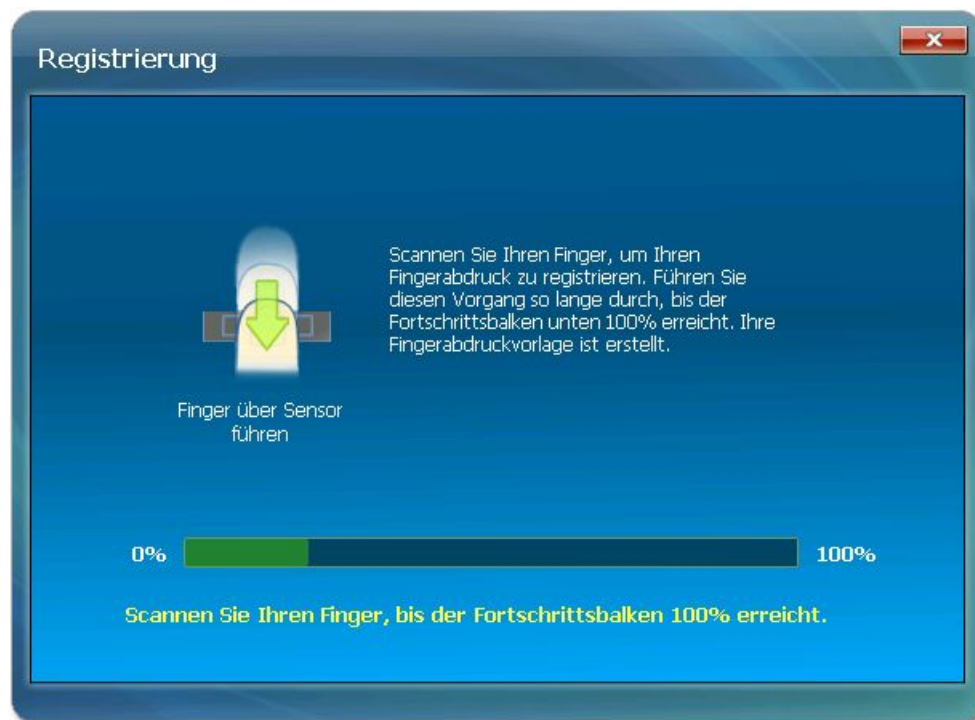 Registrierung
x
Scannen Sie Ihren Finger, um Ihren
Fingerabdruck zu registrieren. Führen Sie
diesen Vorgang so lange durch, bis der
Fortschrittsbalken unten 100% erreicht. Ihre
Fingerabdruckvorlage ist erstellt.
Finger über Sensor
führen
0%
100%
Scannen Sie Ihren Finger, bis der Fortschrittsbalken 100% erreicht.